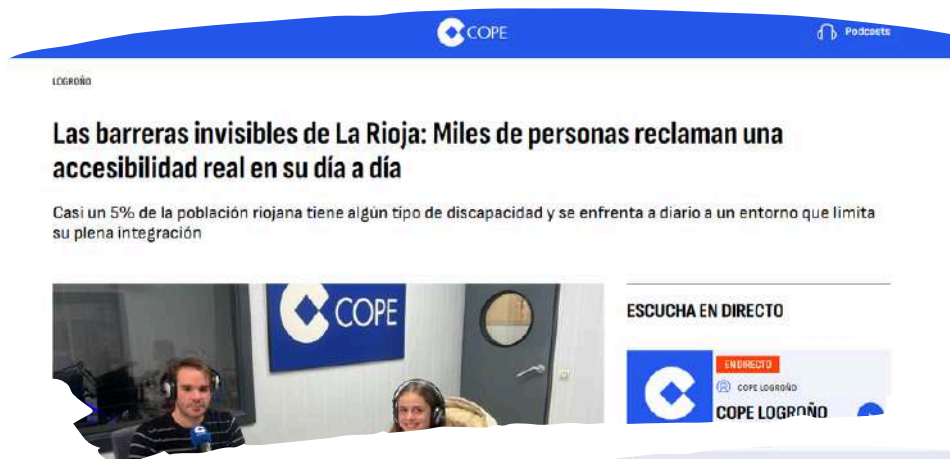 COPE
Podcasts
LOGROÑO
Las barreras invisibles de La Rioja: Miles de personas reclaman una
accesibilidad real en su día a día
Casi un 5% de la población riojana tiene algún tipo de discapacidad y se enfrenta a diario a un entorno que limita
su plena integración
COPE
ESCUCHA EN DIRECTO
EN DIRECTO
COPE LOGROÑO
COPE LOGROÑO